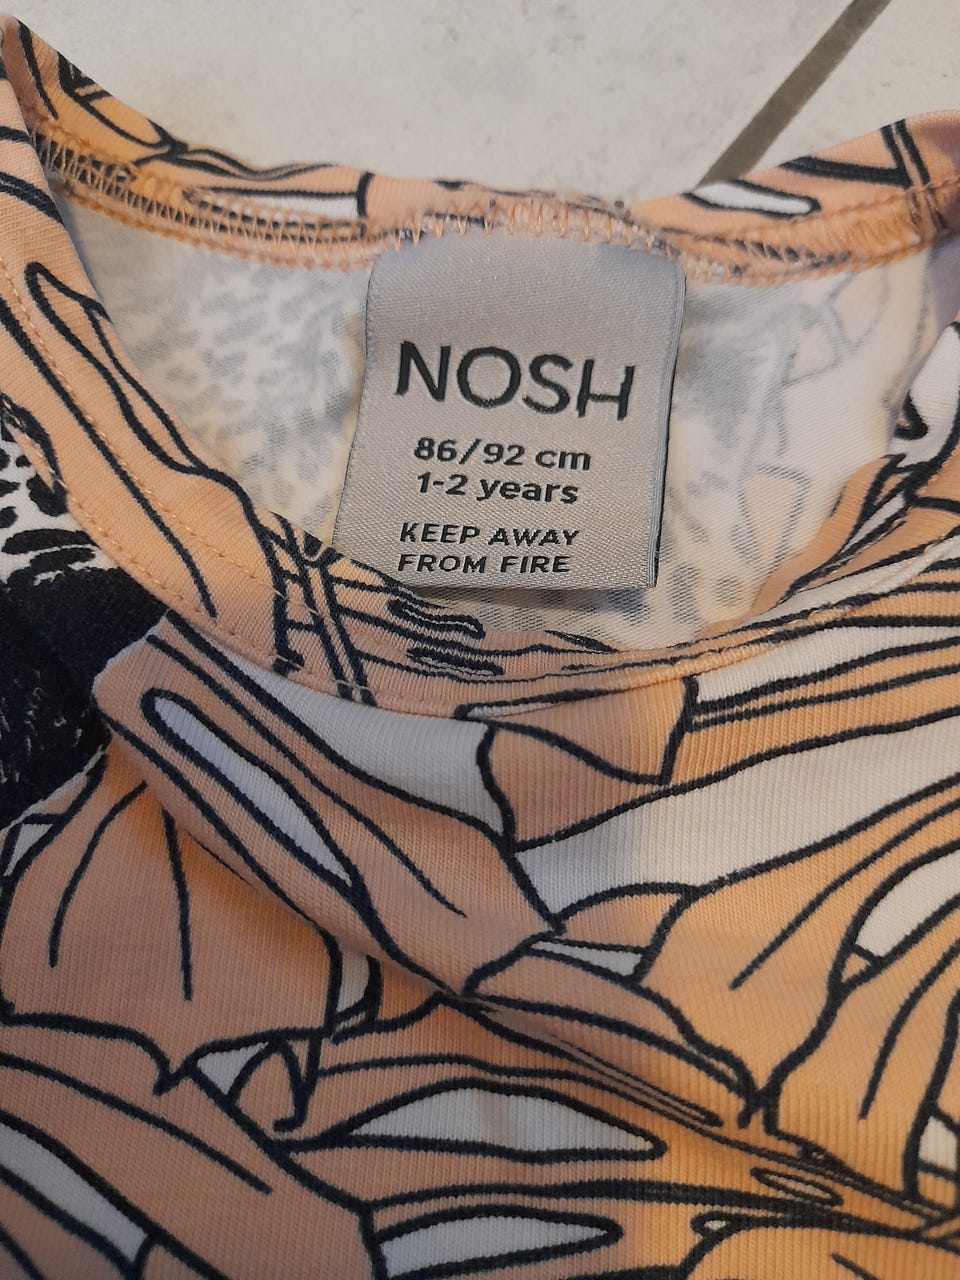 NOSH
86/92 cm
1-2 years
KEEP AWAY
FROM FIRE